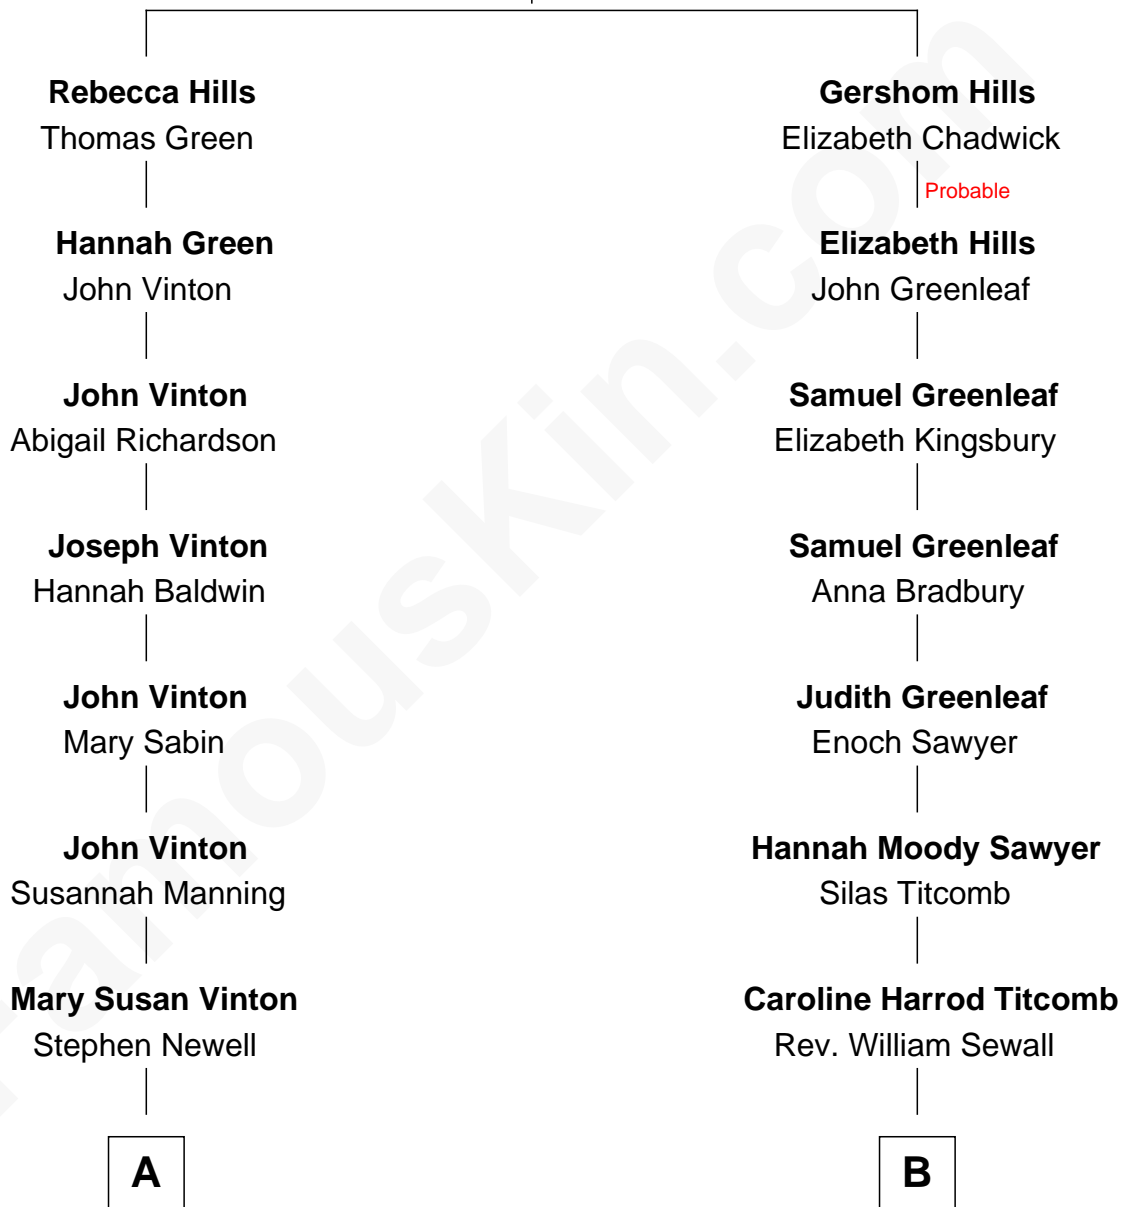 Rebecca Hills
Thomas Green
Hannah Green
John Vinton
John Vinton
Abigail Richardson
Joseph Vinton
Hannah Baldwin
John Vinton
Mary Sabin
John Vinton
Susannah Manning
Mary Susan Vinton
Stephen Newell
A
Gershom Hills
Elizabeth Chadwick
Probable
Elizabeth Hills
John Greenleaf
Samuel Greenleaf
Elizabeth Kingsbury
Samuel Greenleaf
Anna Bradbury
Judith Greenleaf
Enoch Sawyer
Hannah Moody Sawyer
Silas Titcomb
Caroline Harrod Titcomb
Rev. William Sewall
B
FamousKin.com